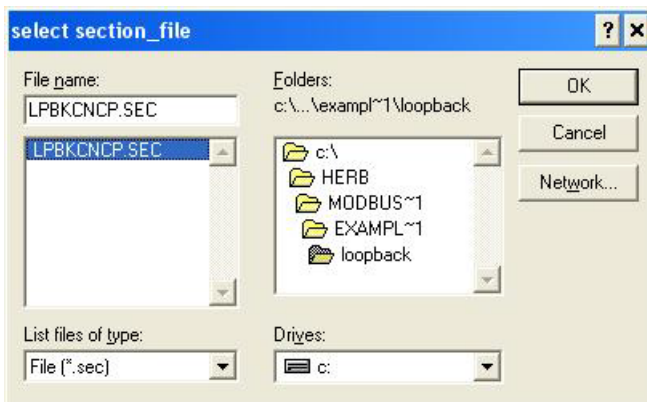 select section_file
File name:
LPBKCNCP.SEC
LPBKCNCP.SEC
List files of type:
File (*.sec)
Folders:
c:\...\exampl~1\loopback
c:\
HERB
MODBUS~1
EXAMPL~1
loopback
Drives:
c:
OK
Cancel
Network...